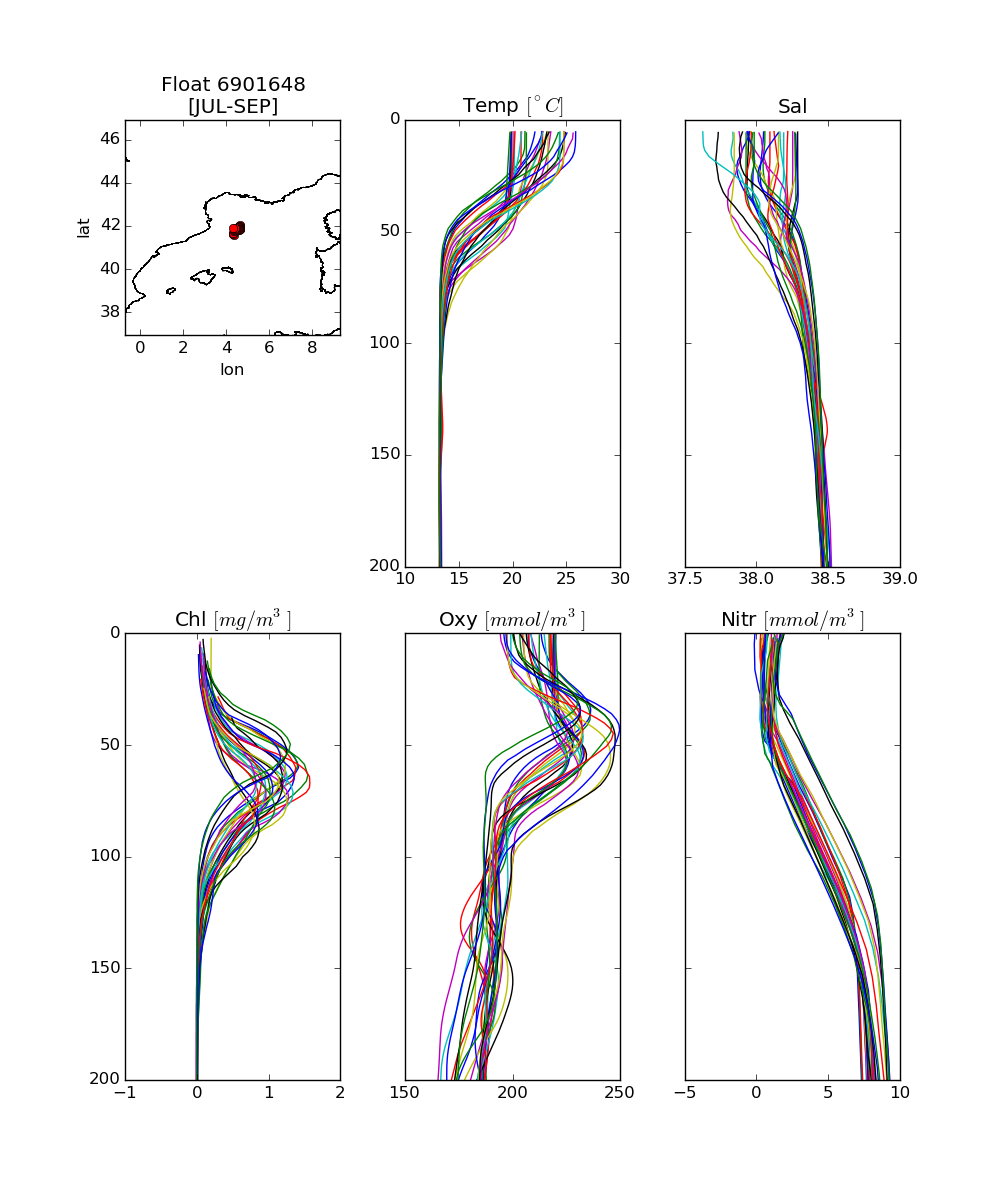 Float 6901648
[JUL-SEP]
Temp [°C]
Sal
46
44
42
40
38
lat
0 2 4 6 8
lon
0
50
100
150
200
10 15 20 25 30
37.5 38.0 38.5 39.0
Chl [mg/m³]
Oxy [mmol/m³]
Nitr [mmol/m³]
0
50
100
150
200
−1 0 1 2
150 200 250
−5 0 5 10